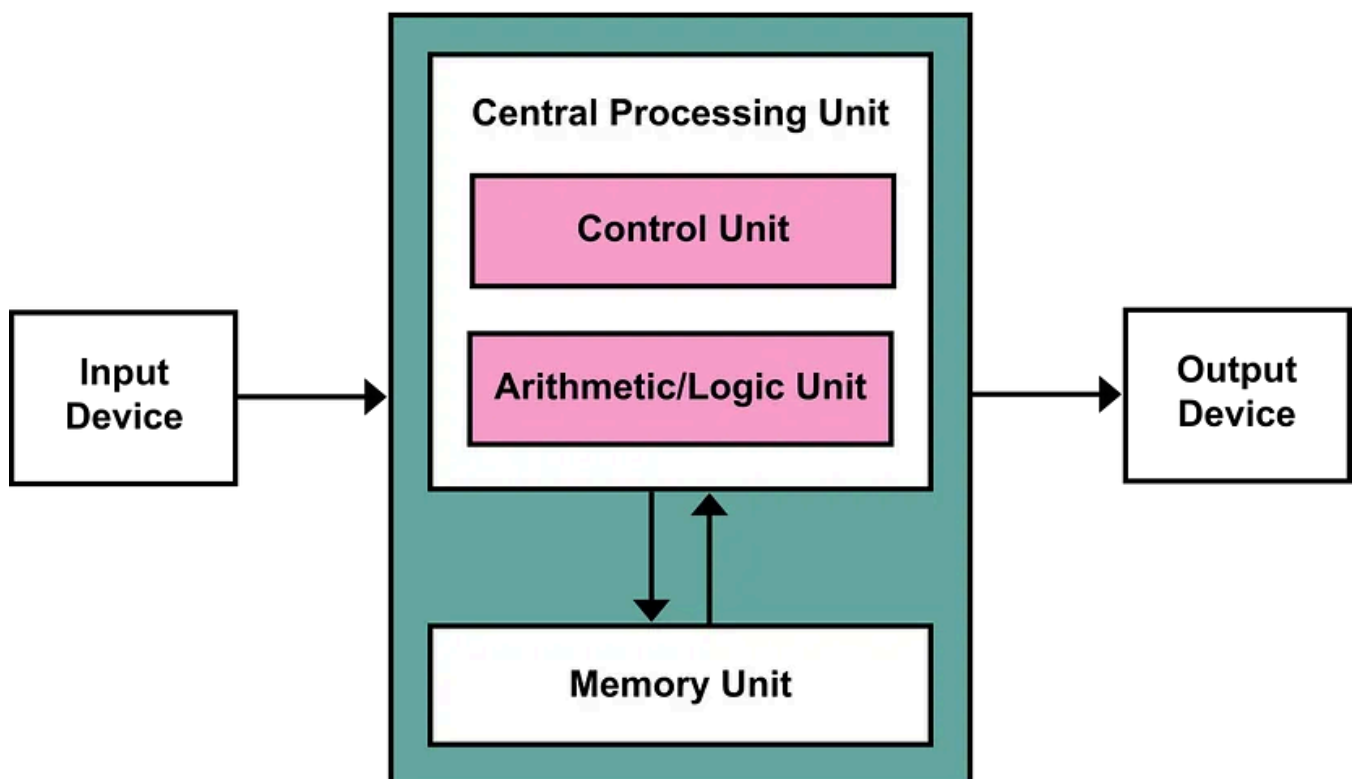 Central Processing Unit
Control Unit
Arithmetic/Logic Unit
Input
Device
Output
Device
Memory Unit